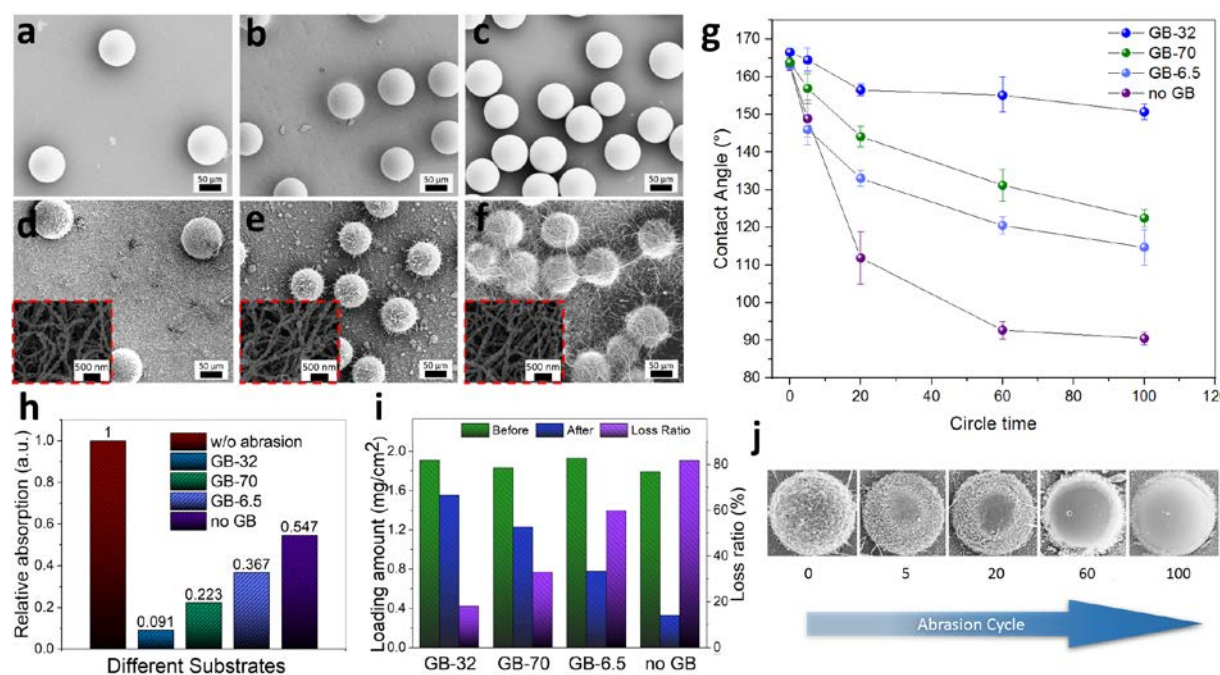 a
50 µm
b
50 µm
c
50 µm
d
500 nm
50 µm
e
500 nm
50 µm
f
500 nm
50 µm
g
170
160
150
140
130
120
110
100
90
80
Contact Angle (°)
GB-32
GB-70
GB-6.5
no GB
0 20 40 60 80 100 120
Circle time
h
Relative absorption (a.u.)
1.0
0.8
0.6
0.4
0.2
0.0
w/o abrasion
GB-32
GB-70
GB-6.5
no GB
1
0.091
0.223
0.367
0.547
Different Substrates
i
Before After Loss Ratio
Loading amount (mg/cm²)
2.0
1.6
1.2
0.8
0.4
0.0
80
60
40
20
0
Loss ratio (%)
GB-32 GB-70 GB-6.5 no GB
j
0 5 20 60 100
Abrasion Cycle